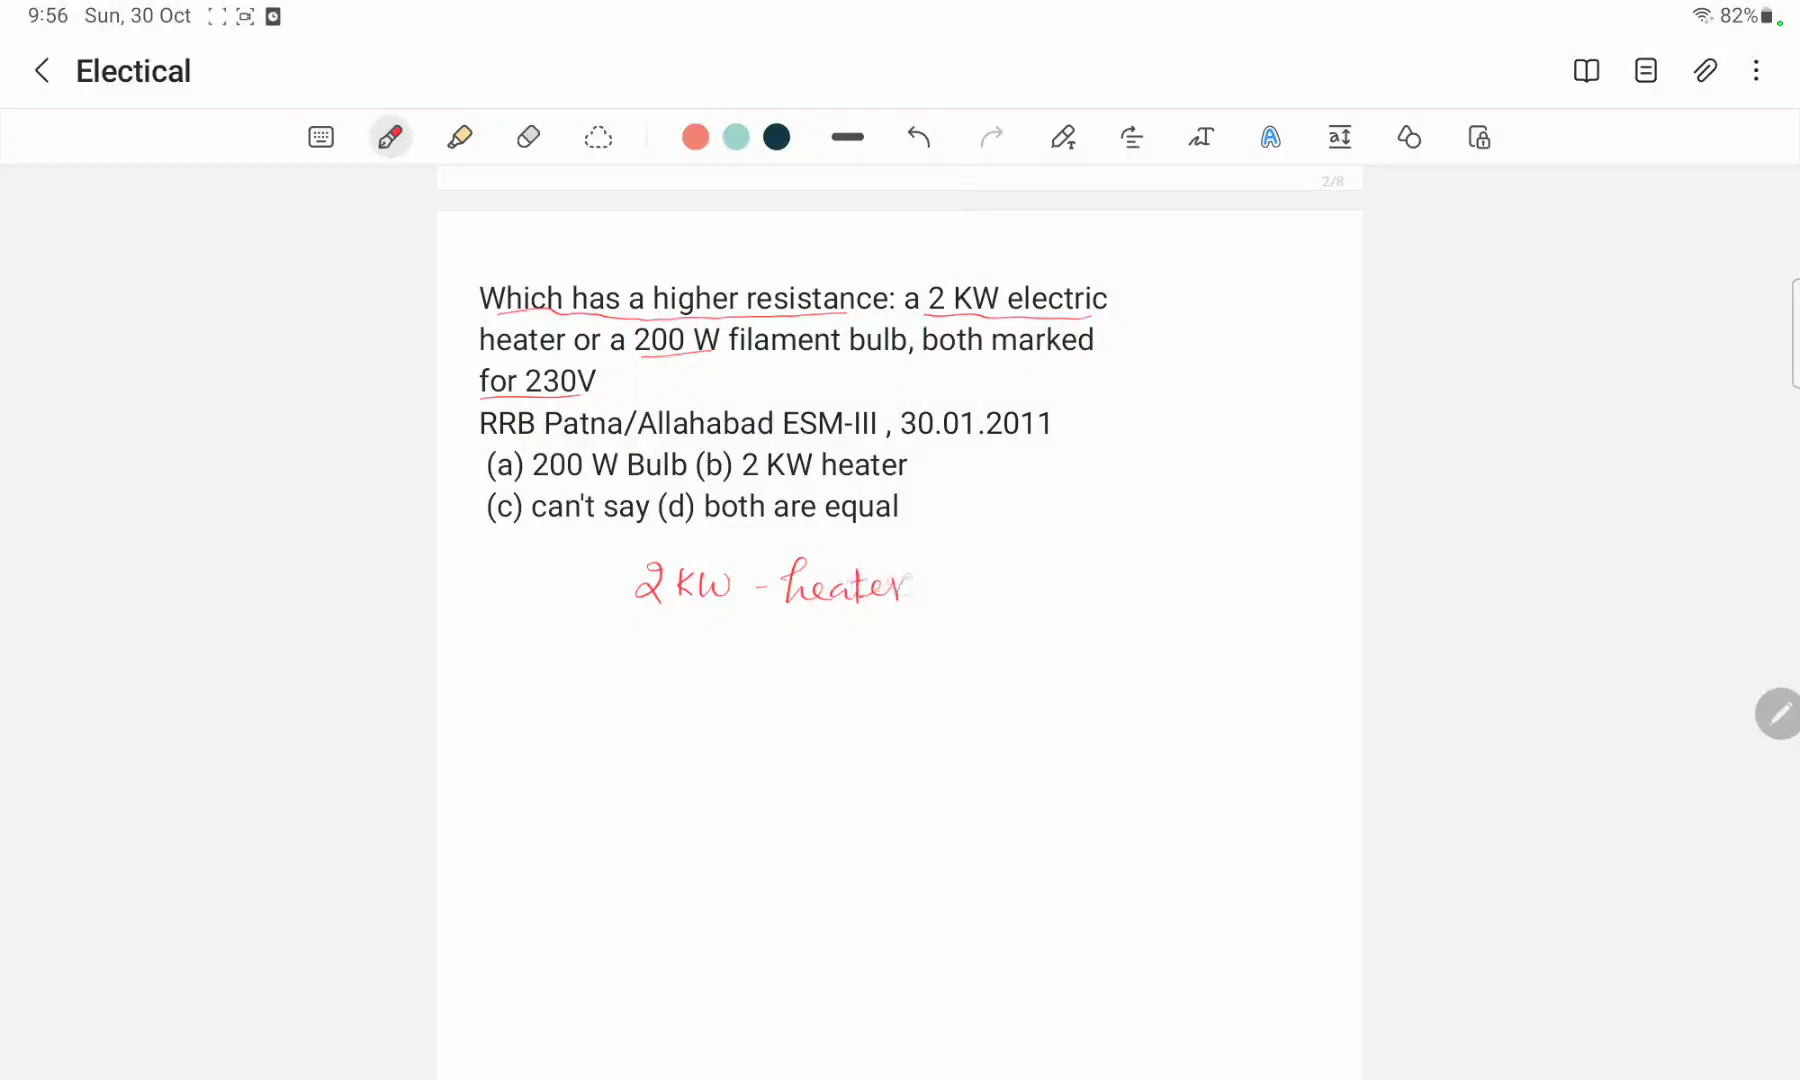 9:56 Sun, 30 Oct 82%
Electical
2/8
Which has a higher resistance: a 2 KW electric
heater or a 200 W filament bulb, both marked
for 230V
RRB Patna/Allahabad ESM-III , 30.01.2011
(a) 200 W Bulb (b) 2 KW heater
(c) can't say (d) both are equal
2 KW - heater